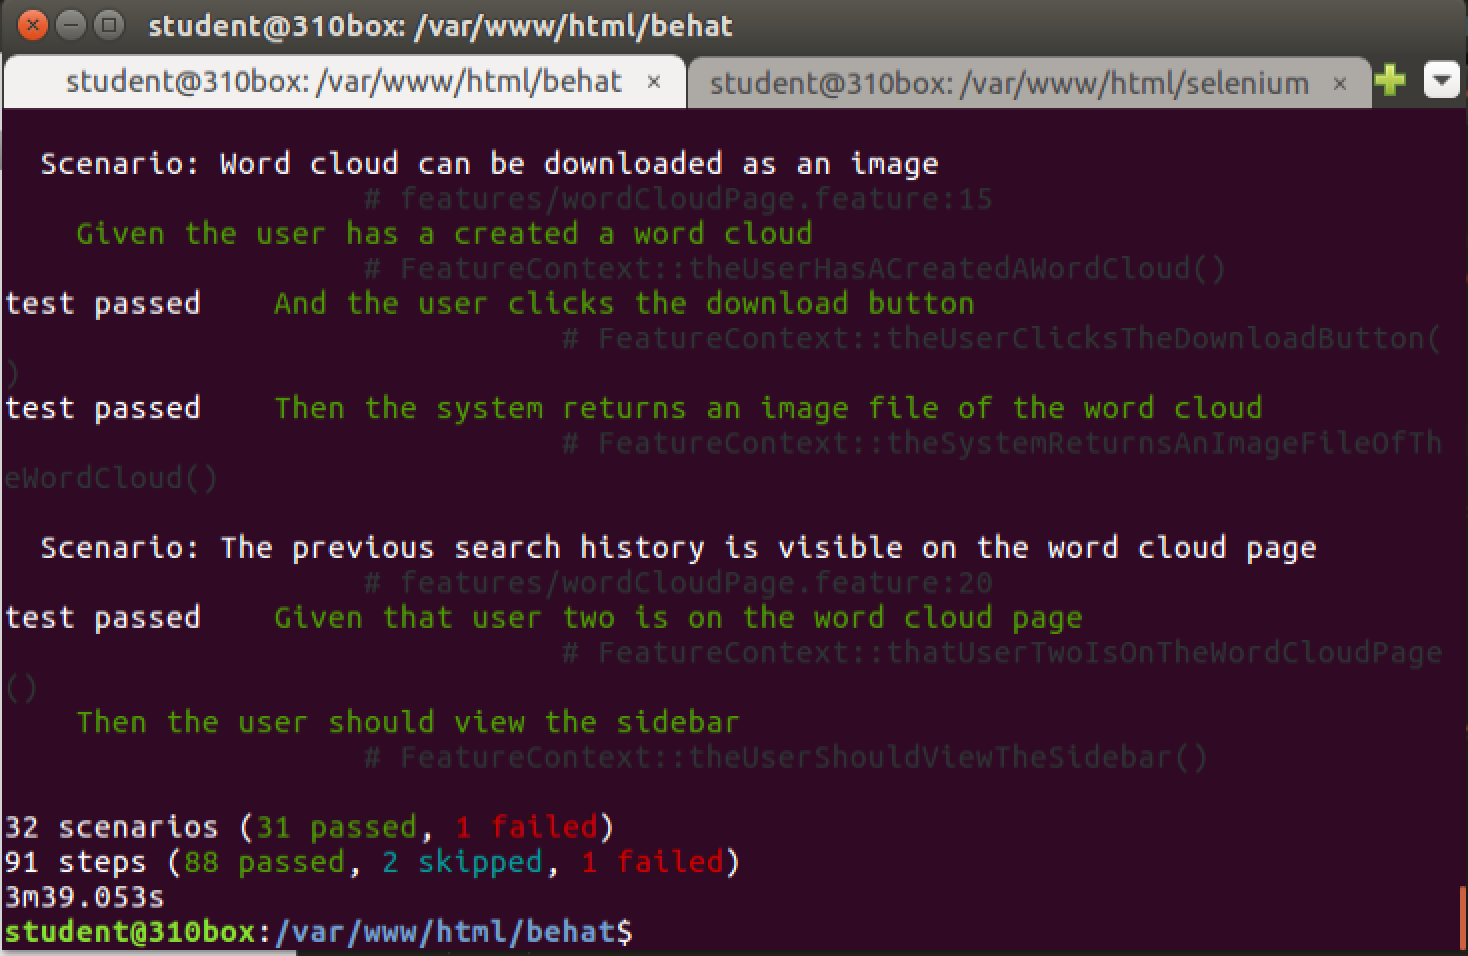 student@310box: /var/www/html/behat
student@310box: /var/www/html/behat × student@310box: /var/www/html/selenium ×
Scenario: Word cloud can be downloaded as an image
# features/wordCloudPage.feature:15
Given the user has a created a word cloud
# FeatureContext::theUserHasACreatedAWordCloud()
test passed And the user clicks the download button
# FeatureContext::theUserClicksTheDownloadButton(
)
test passed Then the system returns an image file of the word cloud
# FeatureContext::theSystemReturnsAnImageFileOfTh
eWordCloud()
Scenario: The previous search history is visible on the word cloud page
# features/wordCloudPage.feature:20
test passed Given that user two is on the word cloud page
# FeatureContext::thatUserTwoIsOnTheWordCloudPage
()
Then the user should view the sidebar
# FeatureContext::theUserShouldViewTheSidebar()
32 scenarios (31 passed, 1 failed)
91 steps (88 passed, 2 skipped, 1 failed)
3m39.053s
student@310box:/var/www/html/behat$